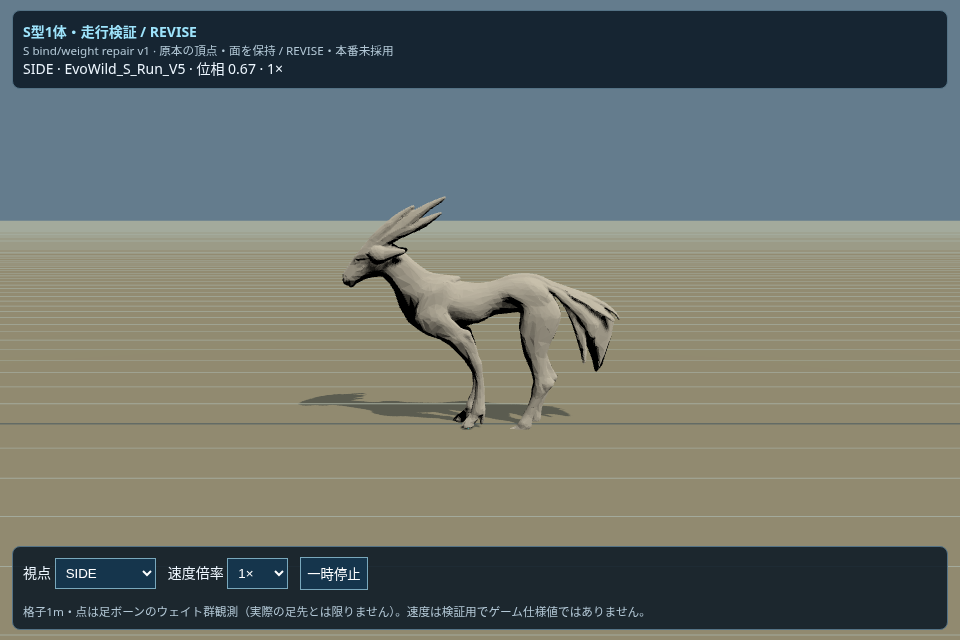 S型1体・走行検証 / REVISE
S bind/weight repair v1 · 原本の頂点・面を保持 / REVISE・本番未採用
SIDE · EvoWild_S_Run_V5 · 位相 0.67 · 1×
視点 SIDE 速度倍率 1× 一時停止
格子1m・点は足ボーンのウェイト群観測（実際の足先とは限りません）。速度は検証用でゲーム仕様値ではありません。